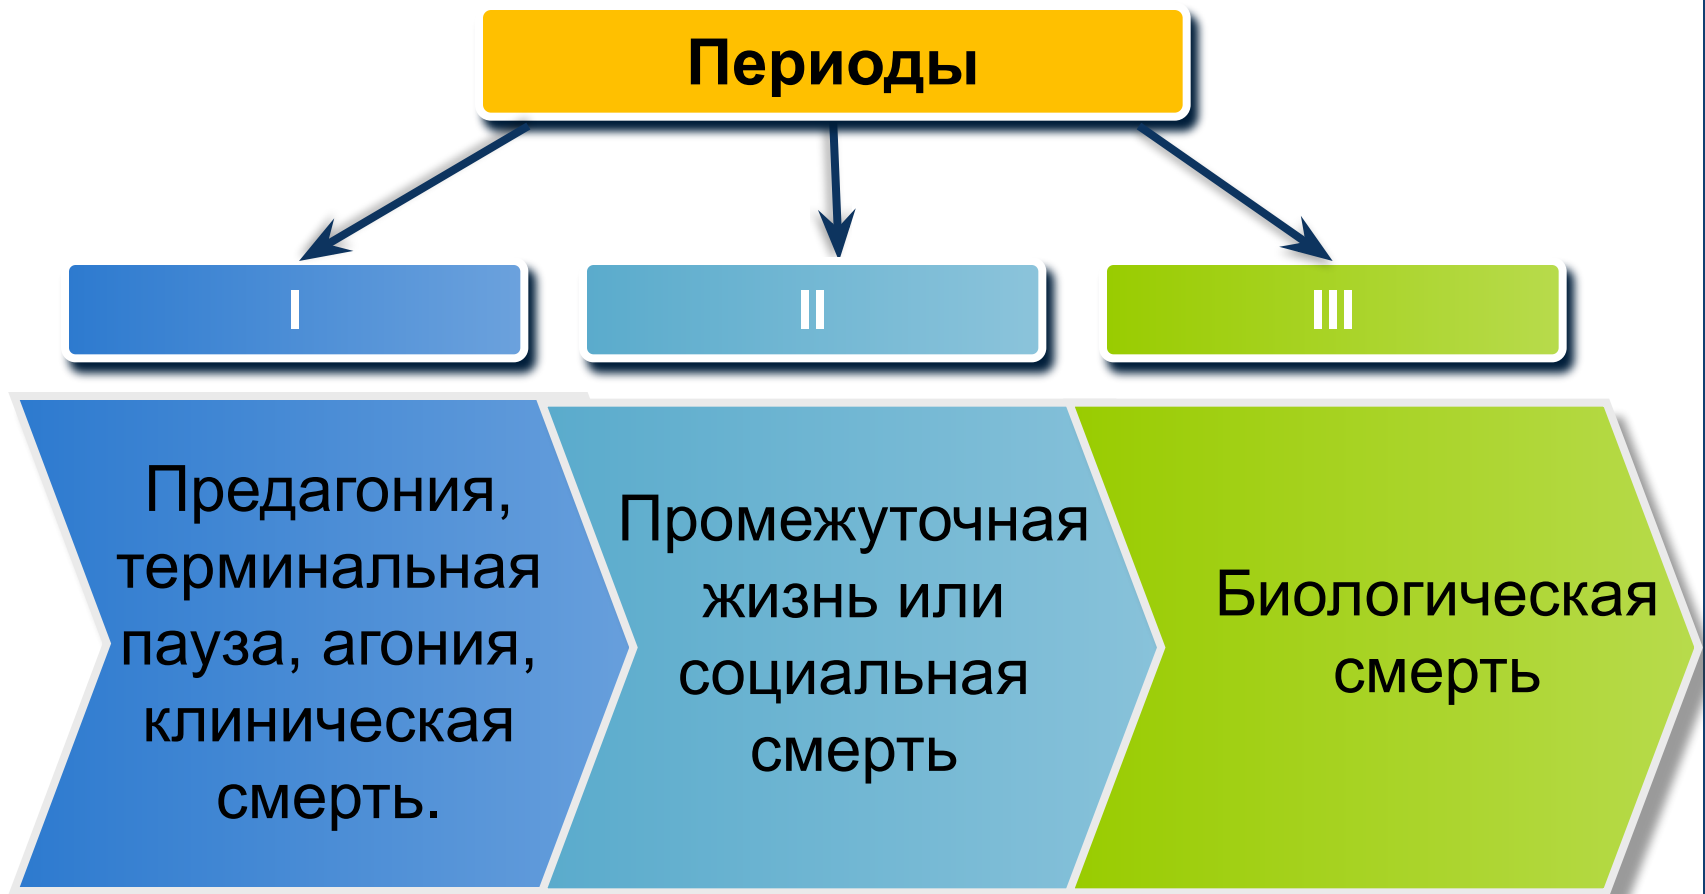 Периоды
I
II
III
Предагония,
терминальная
пауза, агония,
клиническая
смерть.
Промежуточная
жизнь или
социальная
смерть
Биологическая
смерть